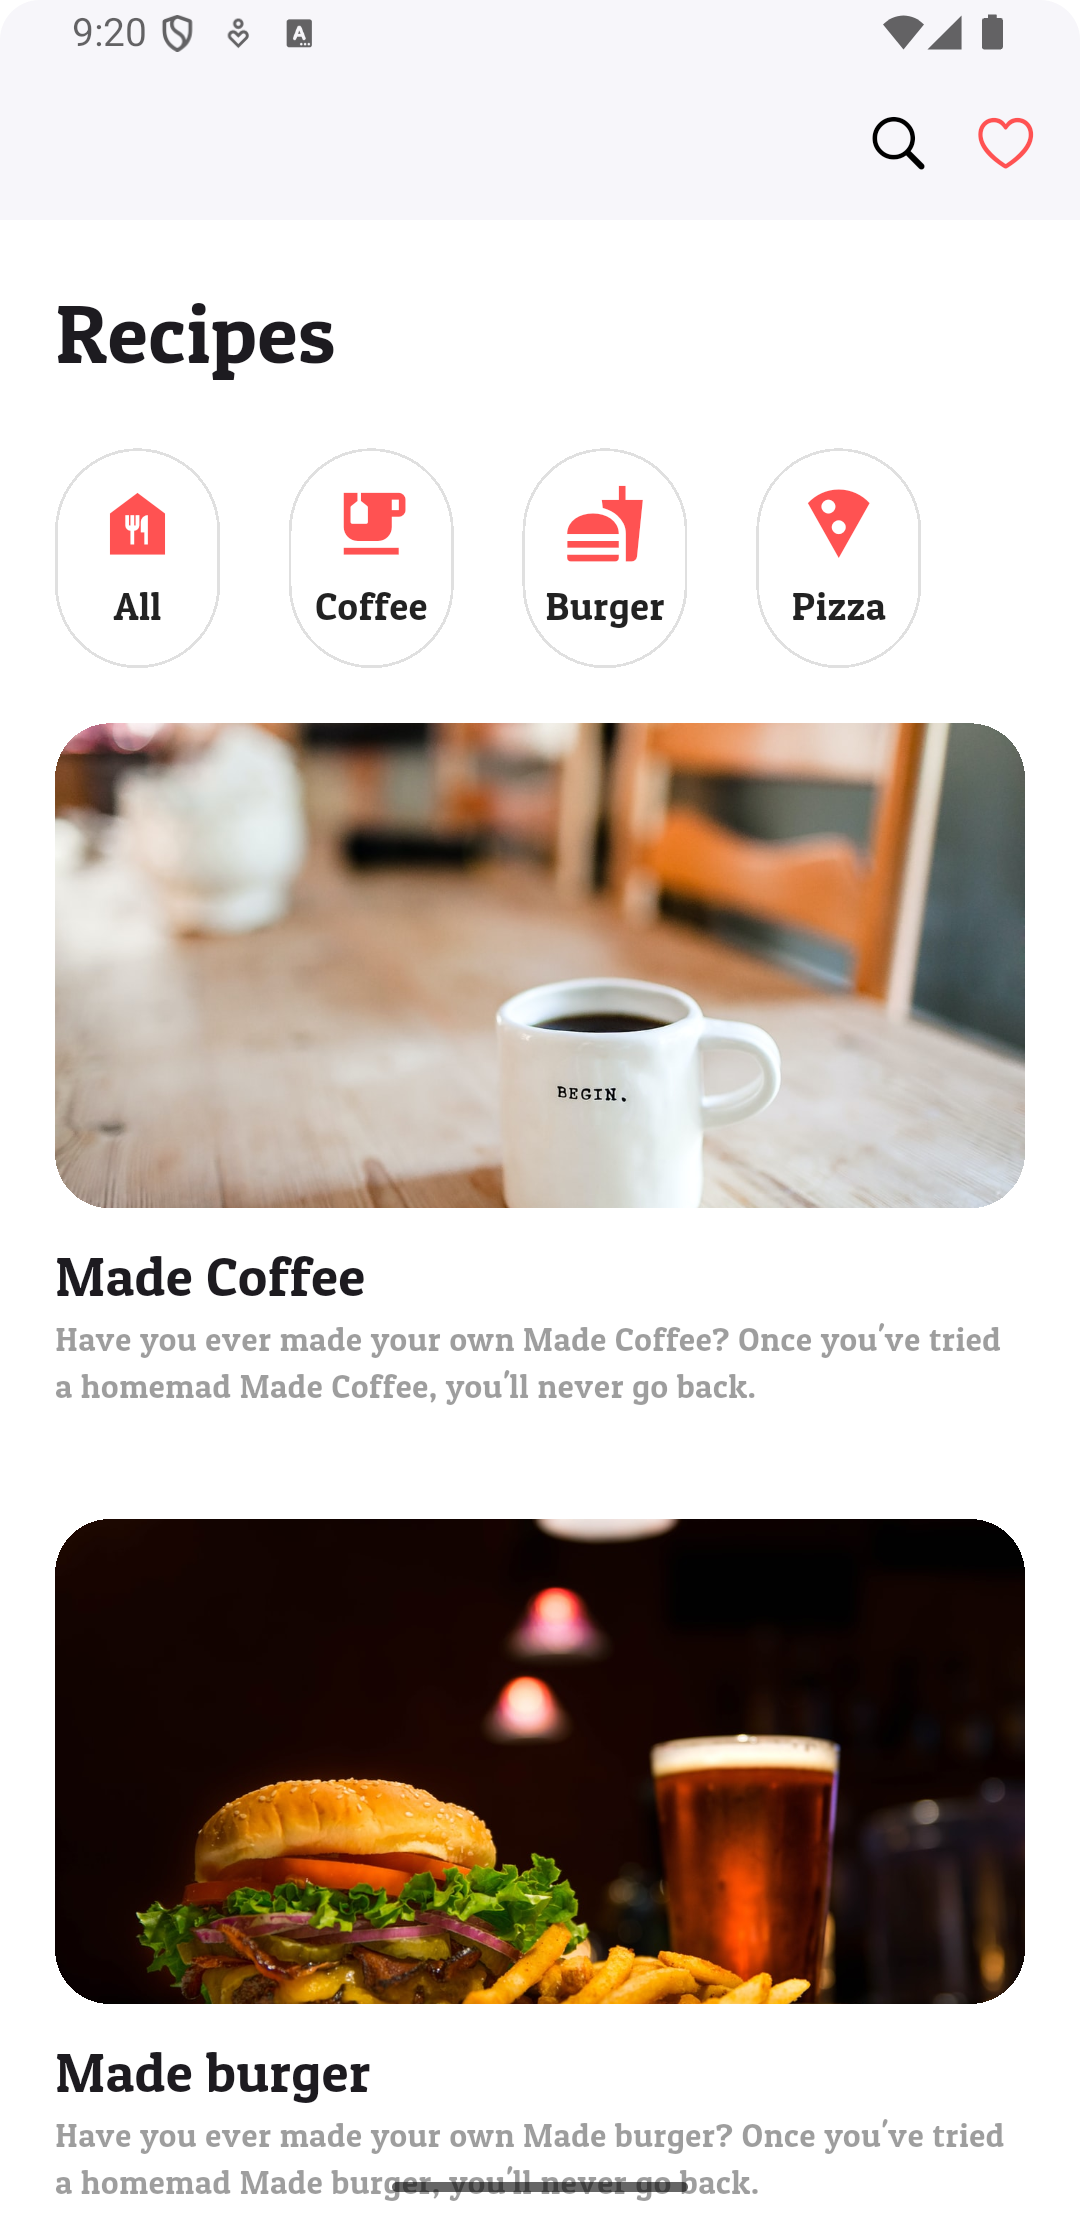 9:20
A
Recipes
All
Coffee
Burger
Pizza
BEGIN.
Made Coffee
Have you ever made your own Made Coffee? Once you've tried
a homemad Made Coffee, you'll never go back.
Made burger
Have you ever made your own Made burger? Once you've tried
a homemad Made burger, you'll never go back.